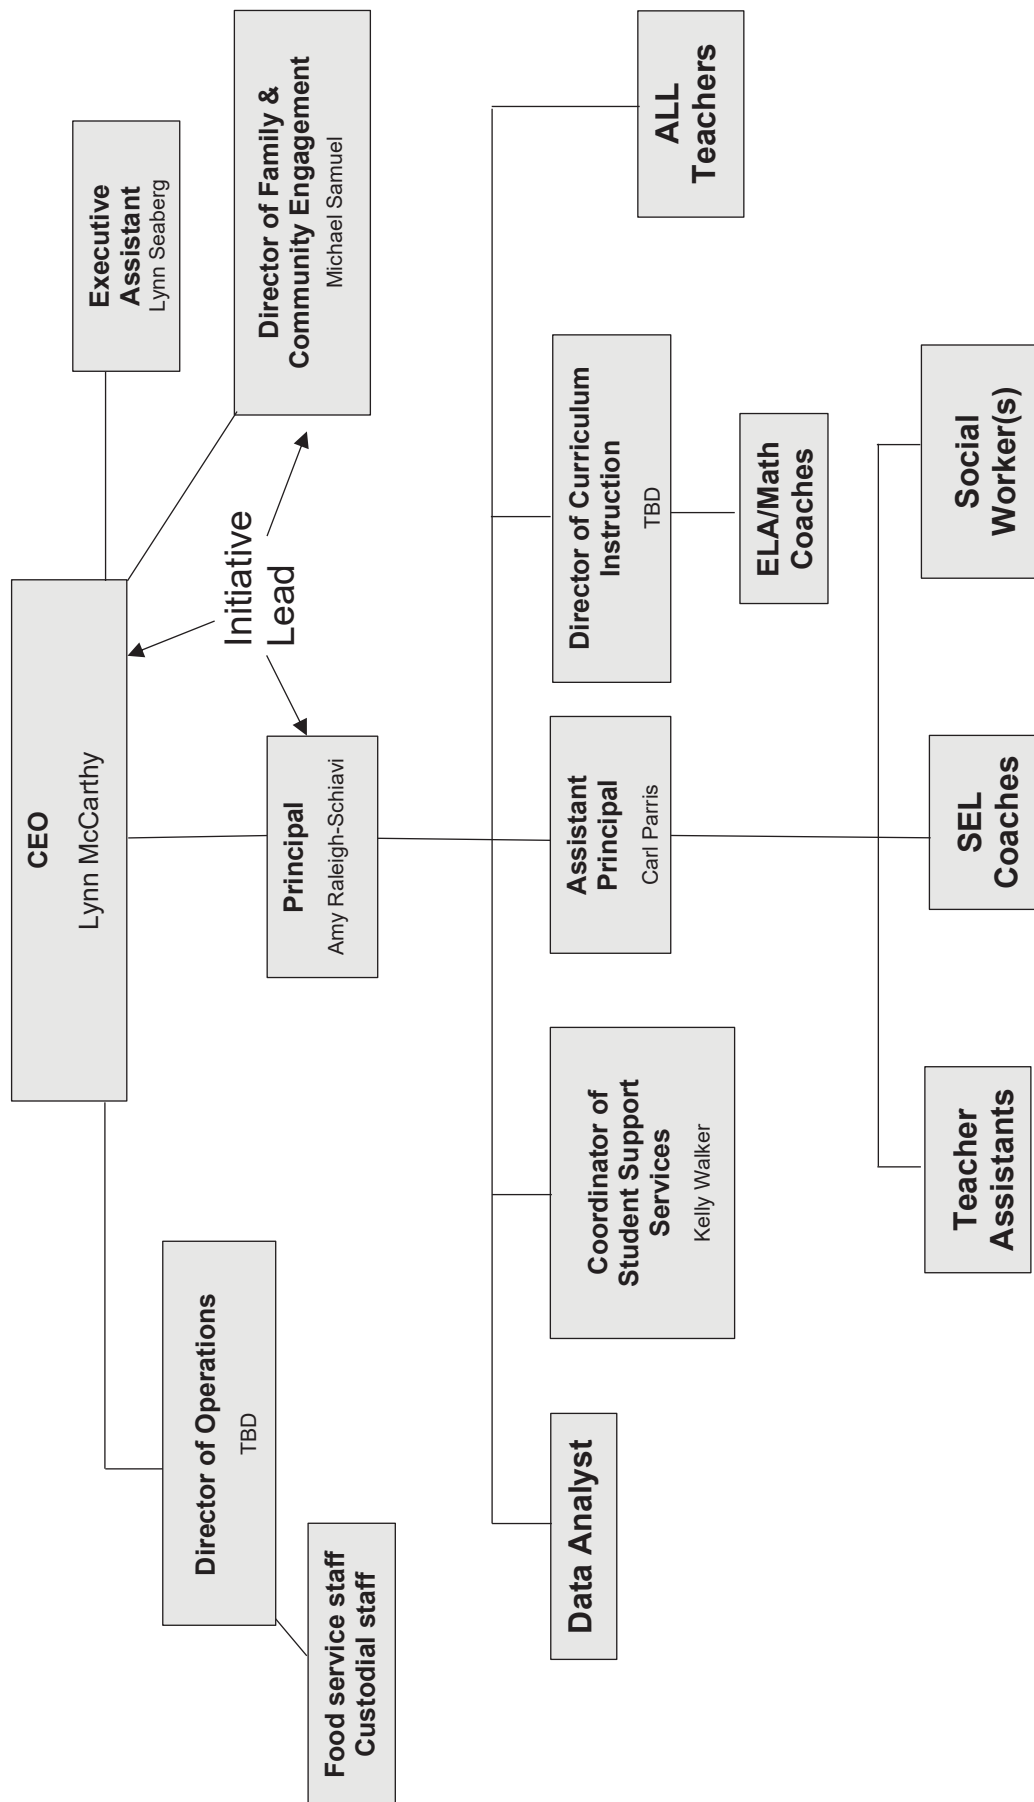 CEO
Lynn McCarthy
Executive
Assistant
Lynn Seaberg
Director of Operations
TBD
Director of Family &
Community Engagement
Michael Samuel
Initiative
Lead
Principal
Amy Raleigh-Schiavi
Food service staff
Custodial staff
Data Analyst
Coordinator of
Student Support
Services
Kelly Walker
Assistant
Principal
Carl Parris
Director of Curriculum
Instruction
TBD
ALL
Teachers
ELA/Math
Coaches
Teacher
Assistants
SEL
Coaches
Social
Worker(s)